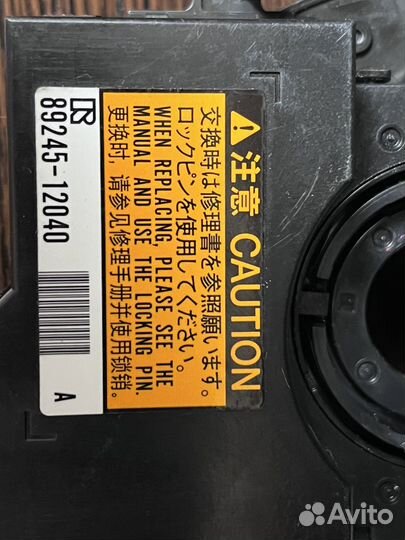 ⚠ 注意 CAUTION
交換時は修理書を参照願います。
ロックピンを使用してください。
WHEN REPLACING, PLEASE SEE THE
MANUAL AND USE THE LOCKING PIN.
更换时，请参见修理手册并使用锁销。
R 89245-12040
A
Avito